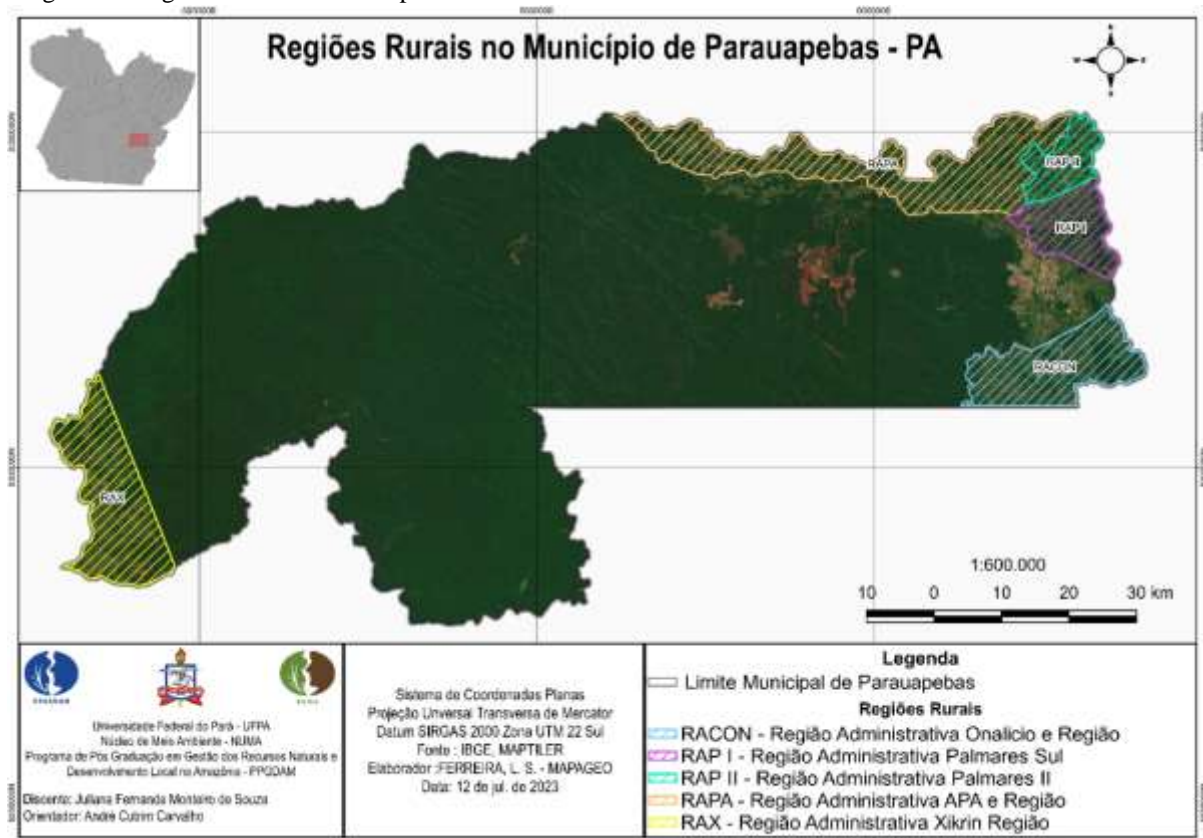 Regiões Rurais no Município de Parauapebas - PA
N
W
E
S
RAPA
RAP II
RAP I
RACON
RAX
1:600.000
10 0 10 20 30 km
Universidade Federal do Pará - UFPA
Núcleo de Meio Ambiente - NUMA
Programa de Pós Graduação em Gestão dos Recursos Naturais e
Desenvolvimento Local na Amazônia - PPGDAM
Discente: Juliana Fernanda Monteiro de Souza
Orientador: André Cutrim Carvalho
Sistema de Coordenadas Planas
Projeção Universal Transversa de Mercator
Datum SIRGAS 2000 Zona UTM 22 Sul
Fonte : IBGE, MAPTILER
Elaborador :FERREIRA, L. S. - MAPAGEO
Data: 12 de jul. de 2023
Legenda
Limite Municipal de Parauapebas
Regiões Rurais
RACON - Região Administrativa Onalicio e Região
RAP I - Região Administrativa Palmares Sul
RAP II - Região Administrativa Palmares II
RAPA - Região Administrativa APA e Região
RAX - Região Administrativa Xikrin Região